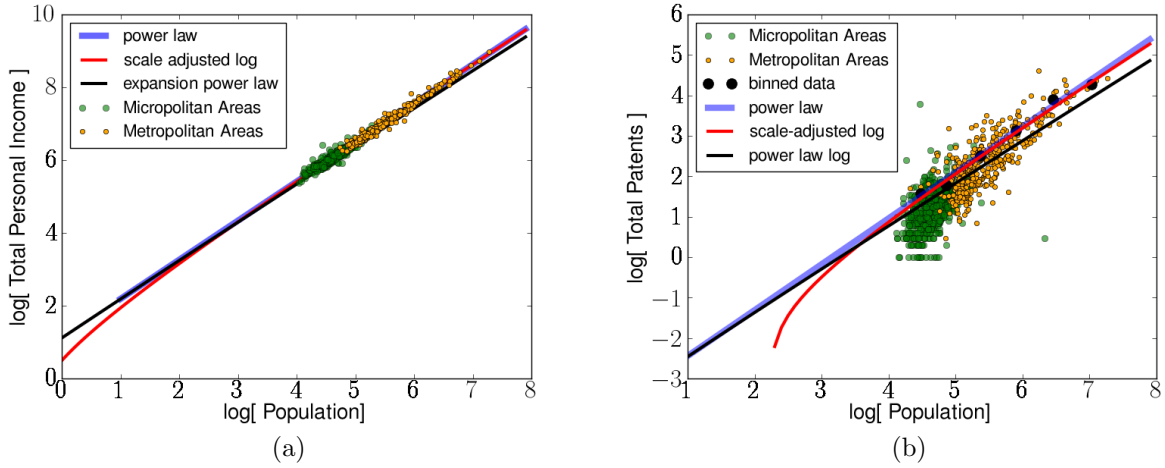 10
8
6
4
2
0
log[ Total Personal Income ]
power law
scale adjusted log
expansion power law
Micropolitan Areas
Metropolitan Areas
0 1 2 3 4 5 6 7 8
log[ Population]
(a)
6
5
4
3
2
1
0
−1
−2
−3
log[ Total Patents ]
Micropolitan Areas
Metropolitan Areas
binned data
power law
scale-adjusted log
power law log
1 2 3 4 5 6 7 8
log[ Population]
(b)